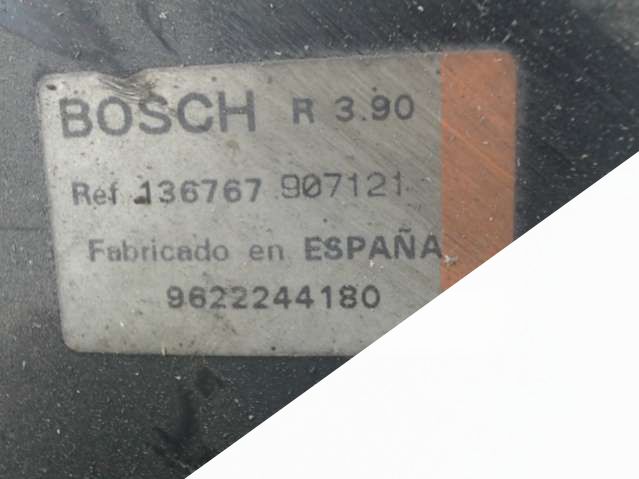 BOSCH R 3.90
Ref 136767 907121
Fabricado en ESPAÑA
9622244180